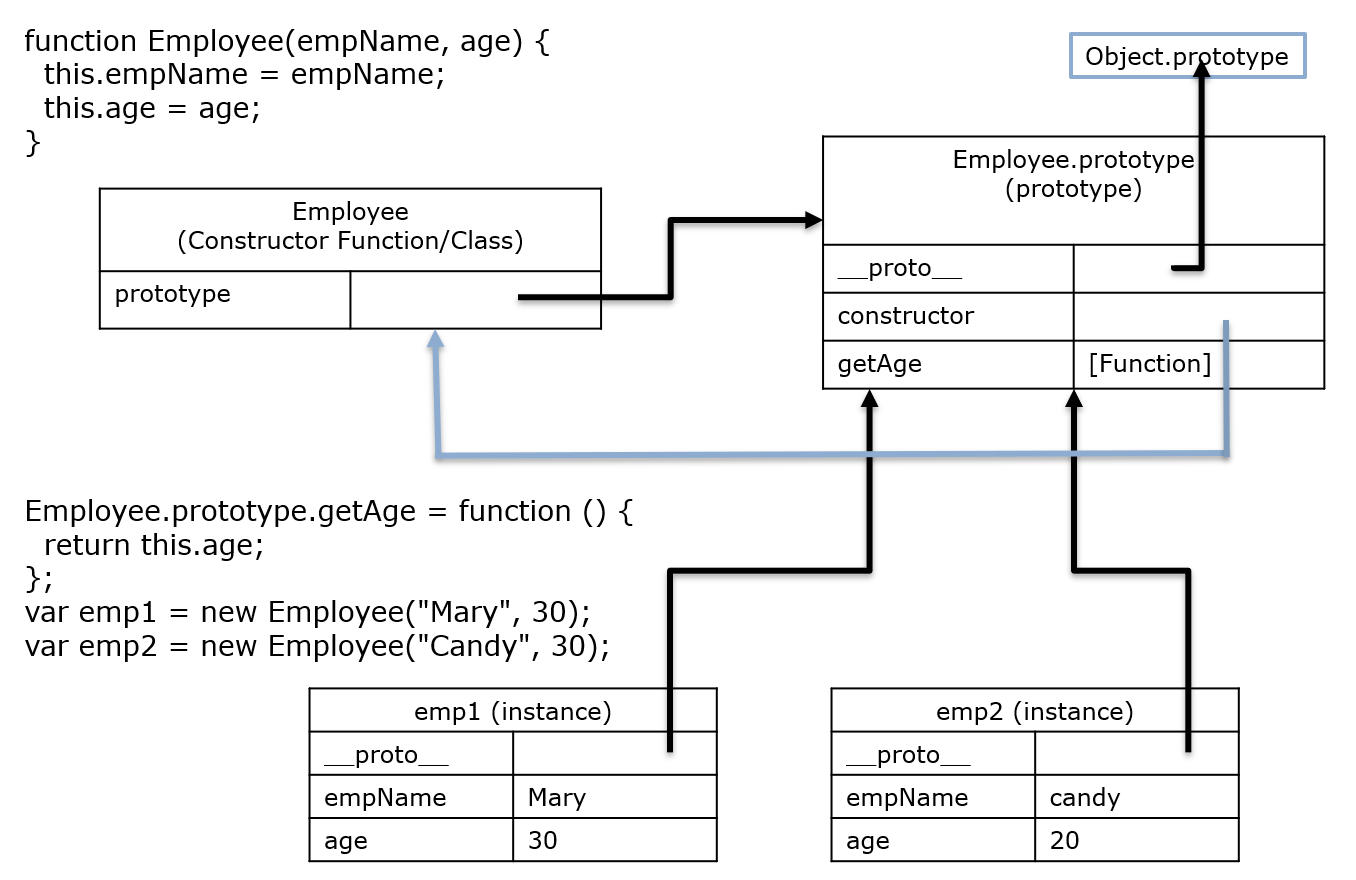 function Employee(empName, age) {
  this.empName = empName;
  this.age = age;
}
Object.prototype
Employee
(Constructor Function/Class)
prototype
Employee.prototype
(prototype)
__proto__
constructor
getAge [Function]
Employee.prototype.getAge = function () {
  return this.age;
};
var emp1 = new Employee("Mary", 30);
var emp2 = new Employee("Candy", 30);
emp1 (instance)
__proto__
empName Mary
age 30
emp2 (instance)
__proto__
empName candy
age 20